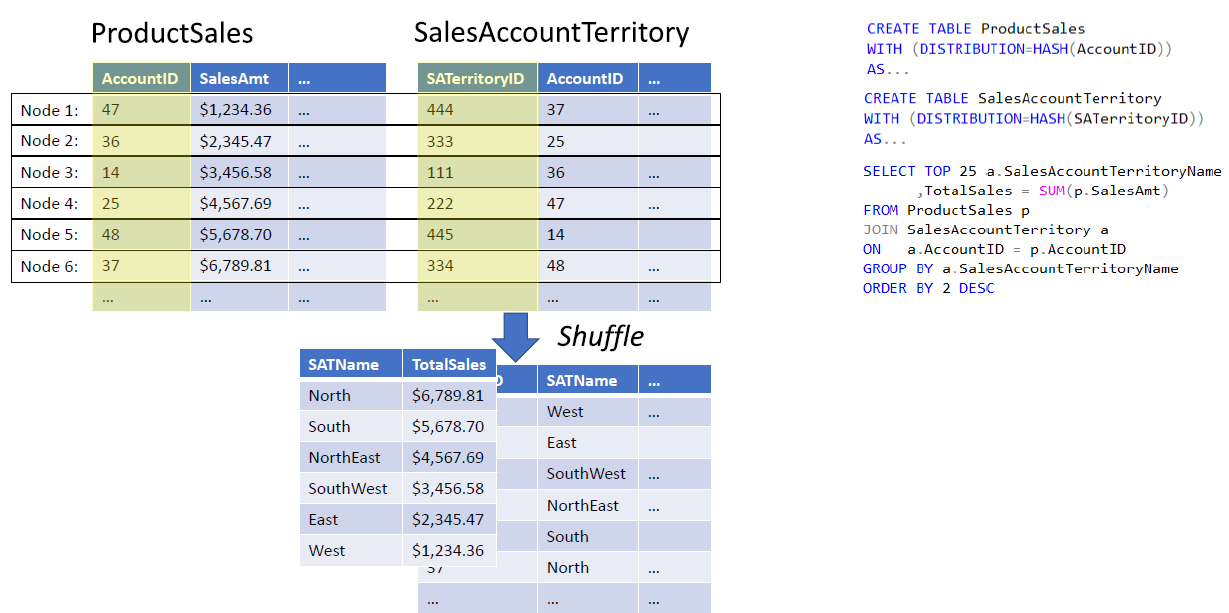 ProductSales
AccountID SalesAmt ...
Node 1: 47 $1,234.36 ...
Node 2: 36 $2,345.47 ...
Node 3: 14 $3,456.58 ...
Node 4: 25 $4,567.69 ...
Node 5: 48 $5,678.70 ...
Node 6: 37 $6,789.81 ...
... ... ...
SalesAccountTerritory
SATerritoryID AccountID ...
444 37 ...
333 25
111 36 ...
222 47 ...
445 14
334 48 ...
... ... ...
Shuffle
SATName TotalSales
North $6,789.81
South $5,678.70
NorthEast $4,567.69
SouthWest $3,456.58
East $2,345.47
West $1,234.36
SATName ...
West ...
East
SouthWest ...
NorthEast ...
South
37 North ...
... ... ...
CREATE TABLE ProductSales
WITH (DISTRIBUTION=HASH(AccountID))
AS...
CREATE TABLE SalesAccountTerritory
WITH (DISTRIBUTION=HASH(SATerritoryID))
AS...
SELECT TOP 25 a.SalesAccountTerritoryName
,TotalSales = SUM(p.SalesAmt)
FROM ProductSales p
JOIN SalesAccountTerritory a
ON a.AccountID = p.AccountID
GROUP BY a.SalesAccountTerritoryName
ORDER BY 2 DESC